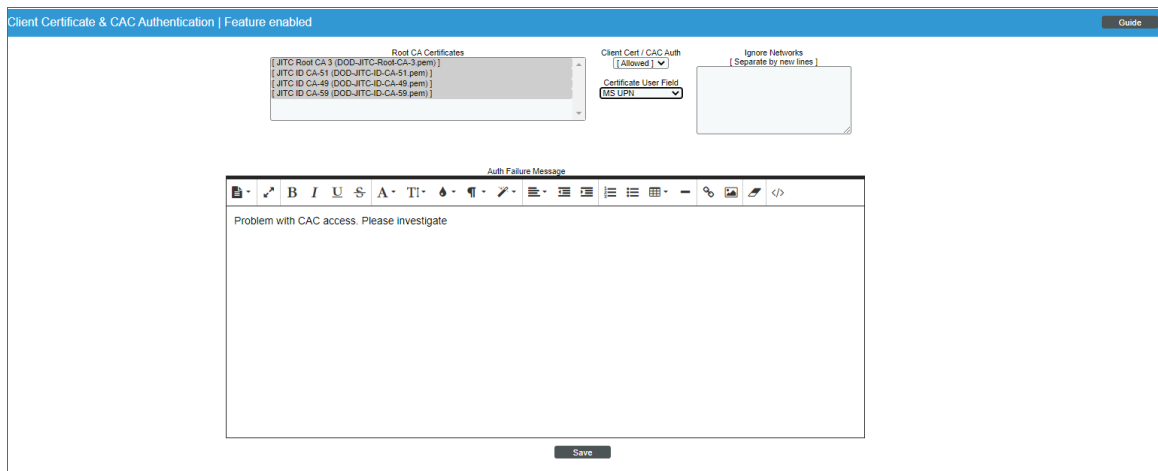 Client Certificate & CAC Authentication | Feature enabled
Guide
Root CA Certificates
[ JITC Root CA 3 (DOD-JITC-Root-CA-3.pem) ]
[ JITC ID CA-51 (DOD-JITC-ID-CA-51.pem) ]
[ JITC ID CA-49 (DOD-JITC-ID-CA-49.pem) ]
[ JITC ID CA-59 (DOD-JITC-ID-CA-59.pem) ]
Client Cert / CAC Auth
[ Allowed ]
Certificate User Field
MS UPN
Ignore Networks
[ Separate by new lines ]
Auth Failure Message
B I U S A T
Problem with CAC access. Please investigate
Save